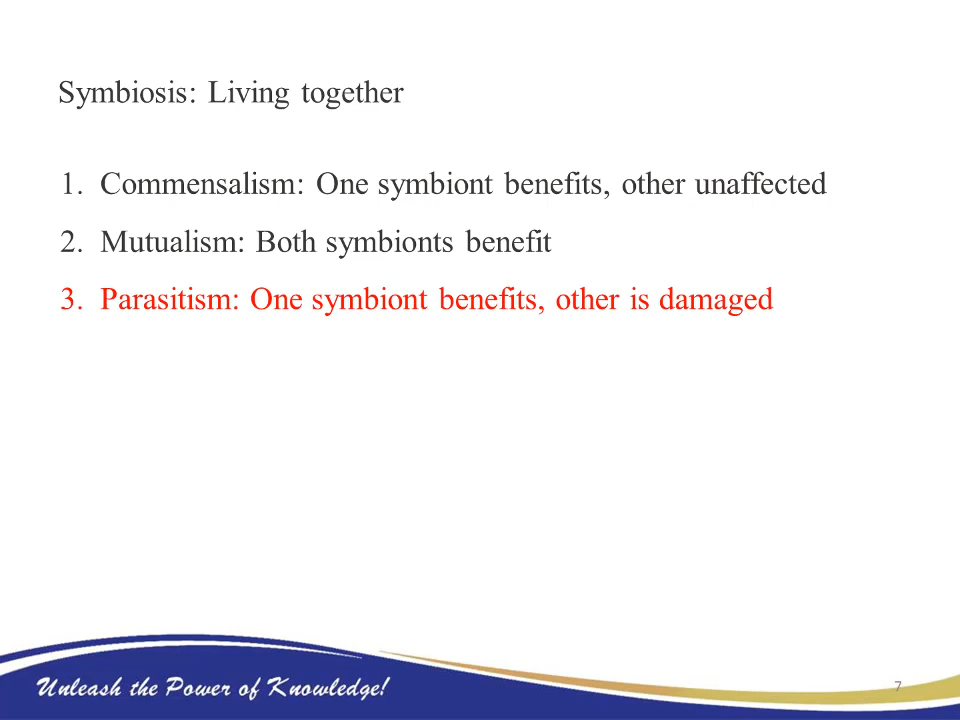 Symbiosis: Living together
1. Commensalism: One symbiont benefits, other unaffected
2. Mutualism: Both symbionts benefit
3. Parasitism: One symbiont benefits, other is damaged
Unleash the Power of Knowledge!
7